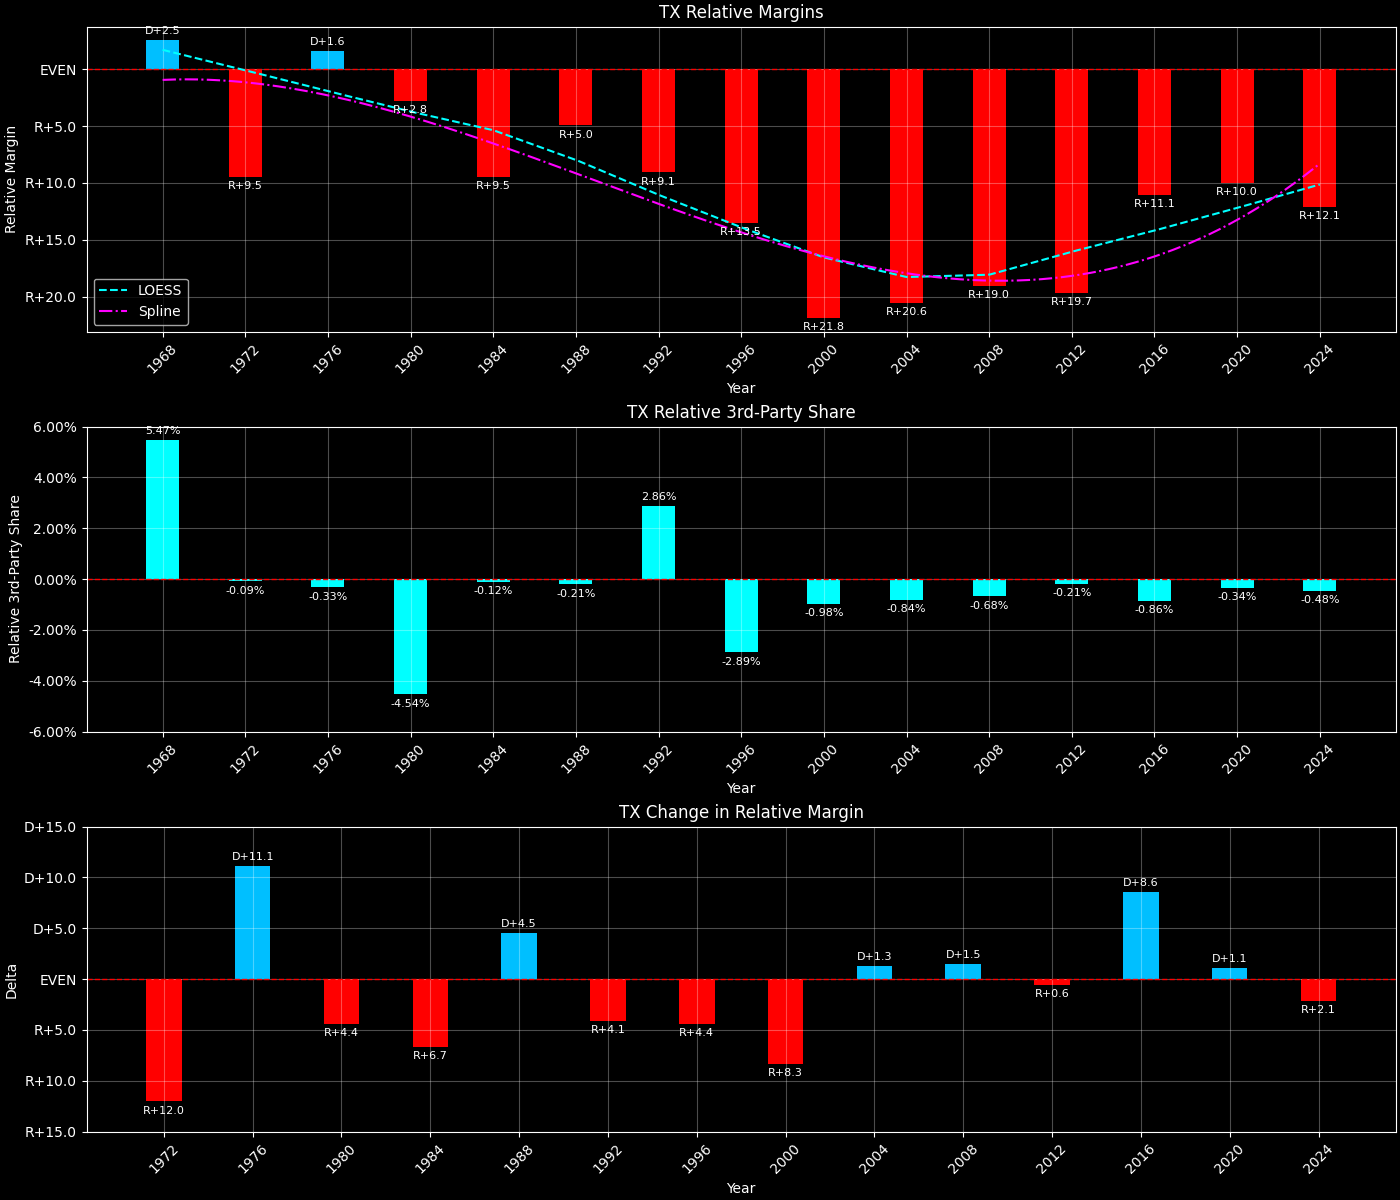 TX Relative Margins
Relative Margin
EVEN
R+5.0
R+10.0
R+15.0
R+20.0
D+2.5
R+9.5
D+1.6
R+2.8
R+9.5
R+5.0
R+9.1
R+13.5
R+21.8
R+20.6
R+19.0
R+19.7
R+11.1
R+10.0
R+12.1
LOESS
Spline
1968
1972
1976
1980
1984
1988
1992
1996
2000
2004
2008
2012
2016
2020
2024
Year
TX Relative 3rd-Party Share
Relative 3rd-Party Share
6.00%
4.00%
2.00%
0.00%
-2.00%
-4.00%
-6.00%
5.47%
-0.09%
-0.33%
-4.54%
-0.12%
-0.21%
2.86%
-2.89%
-0.98%
-0.84%
-0.68%
-0.21%
-0.86%
-0.34%
-0.48%
1968
1972
1976
1980
1984
1988
1992
1996
2000
2004
2008
2012
2016
2020
2024
Year
TX Change in Relative Margin
Delta
D+15.0
D+10.0
D+5.0
EVEN
R+5.0
R+10.0
R+15.0
R+12.0
D+11.1
R+4.4
R+6.7
D+4.5
R+4.1
R+4.4
R+8.3
D+1.3
D+1.5
R+0.6
D+8.6
D+1.1
R+2.1
1972
1976
1980
1984
1988
1992
1996
2000
2004
2008
2012
2016
2020
2024
Year